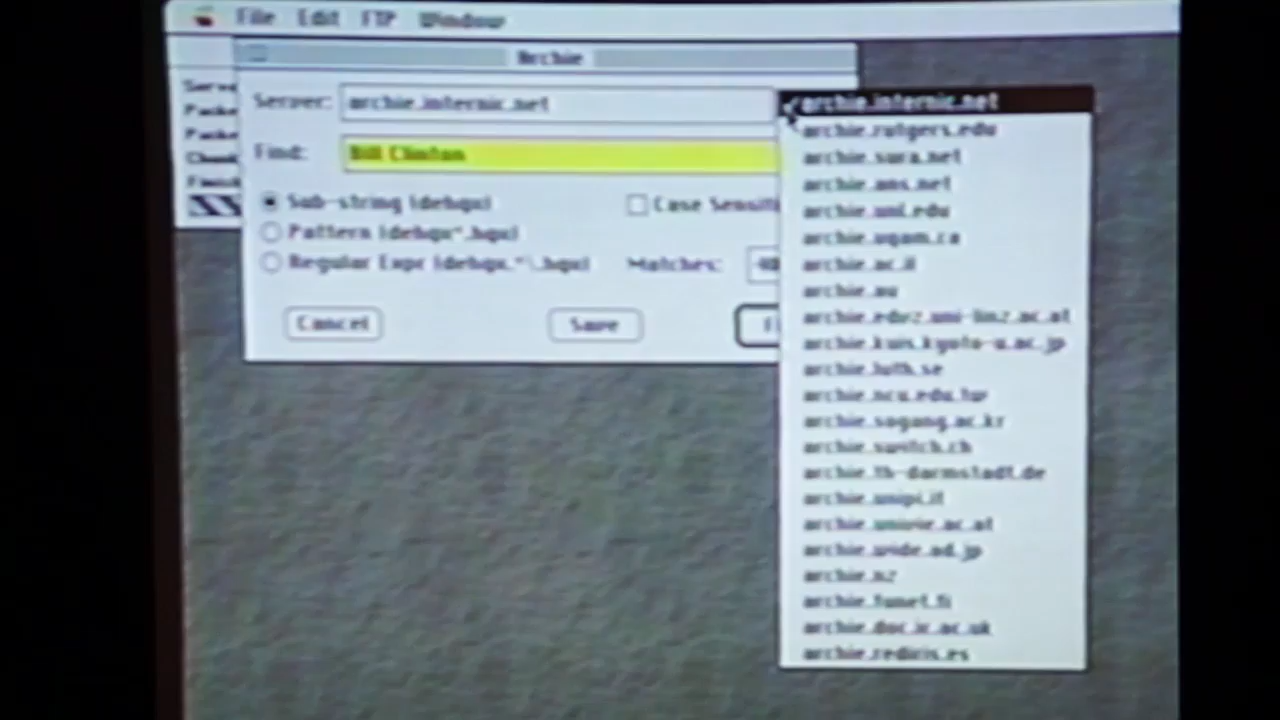 File Edit FTP Window
Archie
Server: archie.internic.net
Find: Bill Clinton
Sub-string (dehqx)
Case Sensiti
Pattern (dehqx*.hqx)
Regular Expr (dehqx.*\.hqx)
Matches: 40
Cancel
Save
archie.internic.net
archie.rutgers.edu
archie.sura.net
archie.ans.net
archie.unl.edu
archie.uqam.ca
archie.ac.il
archie.au
archie.edvz.uni-linz.ac.at
archie.kuis.kyoto-u.ac.jp
archie.luth.se
archie.ncu.edu.tw
archie.sogang.ac.kr
archie.switch.ch
archie.th-darmstadt.de
archie.unipi.it
archie.univie.ac.at
archie.wide.ad.jp
archie.nz
archie.funet.fi
archie.doc.ic.ac.uk
archie.rediris.es